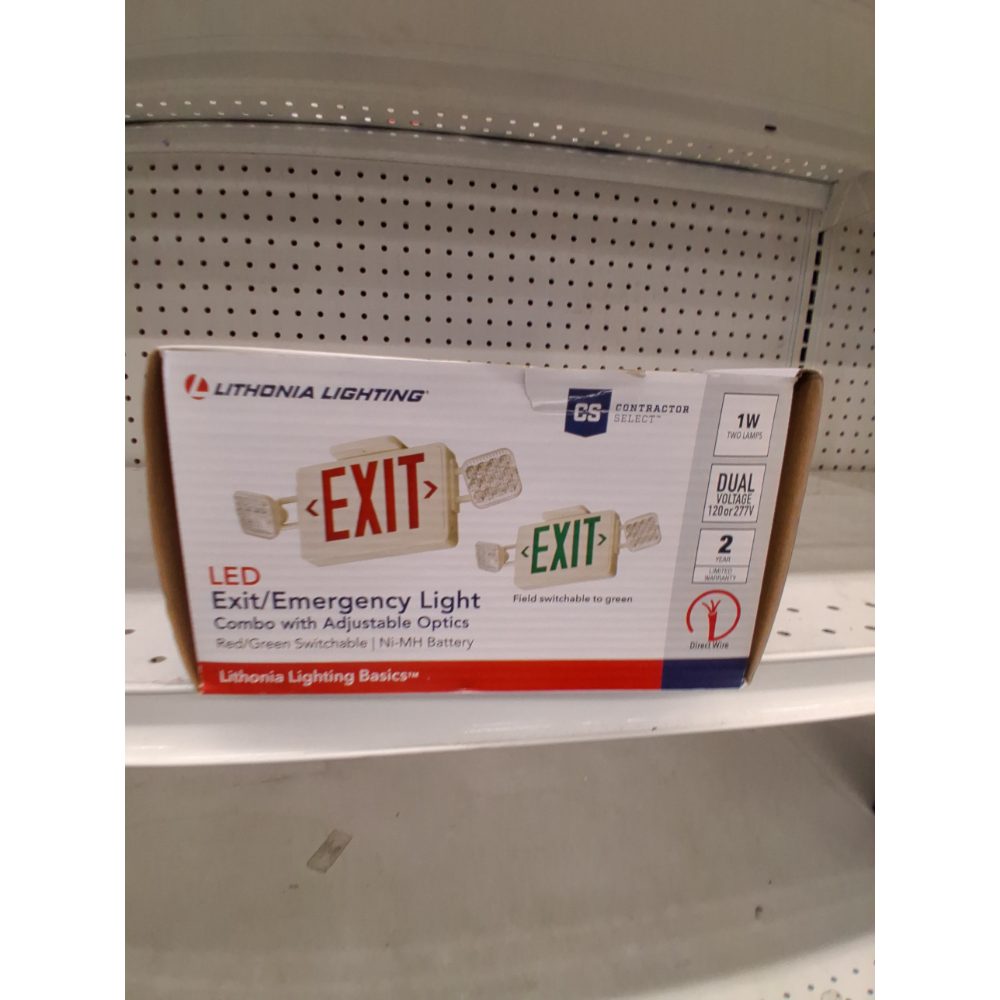 LITHONIA LIGHTING
CS CONTRACTOR
SELECT™
1W
TWO LAMPS
DUAL
VOLTAGE
120 or 277V
2
YEAR
LIMITED
WARRANTY
Direct Wire
EXIT
EXIT
Field switchable to green
LED
Exit/Emergency Light
Combo with Adjustable Optics
Red/Green Switchable | Ni-MH Battery
Lithonia Lighting Basics™